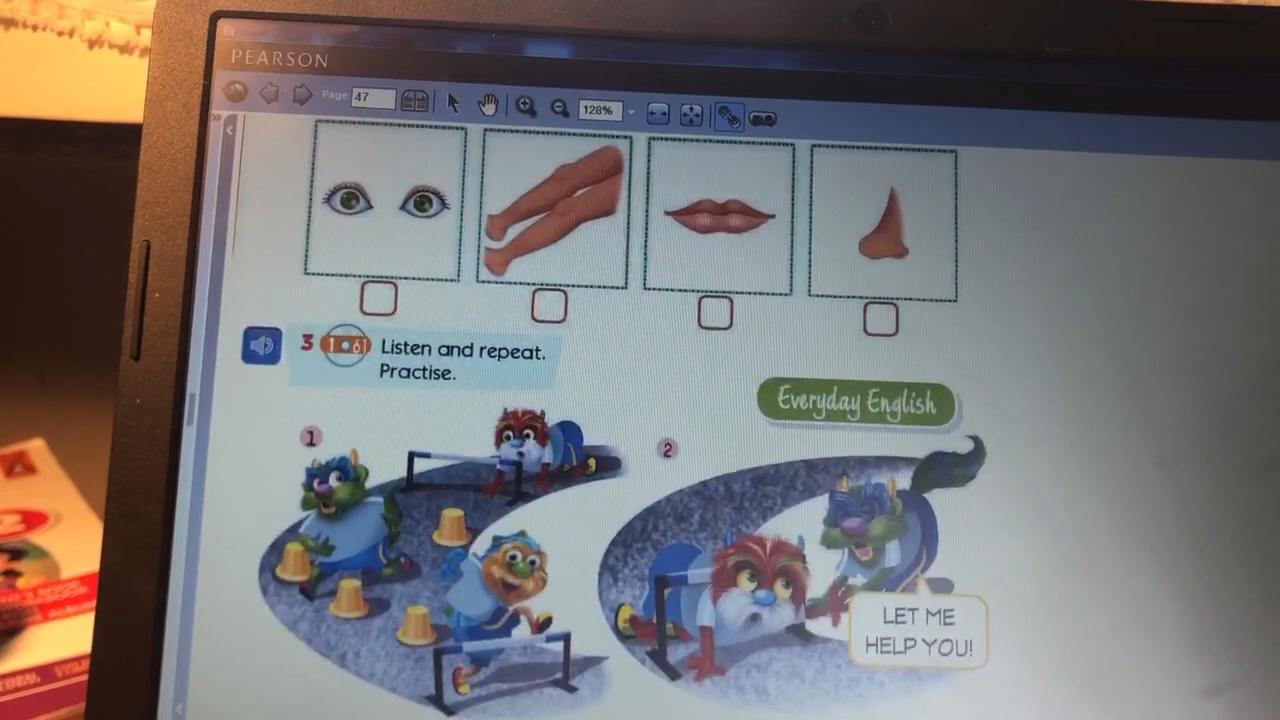 PEARSON
Page 47
128%
3 1•61 Listen and repeat.
Practise.
Everyday English
1
2
LET ME
HELP YOU!
2